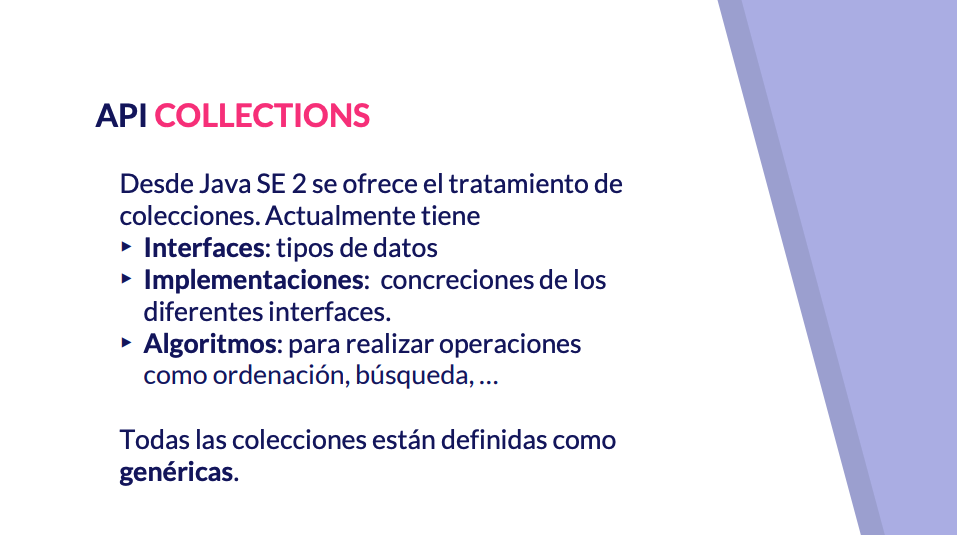 API COLLECTIONS
Desde Java SE 2 se ofrece el tratamiento de
colecciones. Actualmente tiene
▸ Interfaces: tipos de datos
▸ Implementaciones: concreciones de los
diferentes interfaces.
▸ Algoritmos: para realizar operaciones
como ordenación, búsqueda, …
Todas las colecciones están definidas como
genéricas.